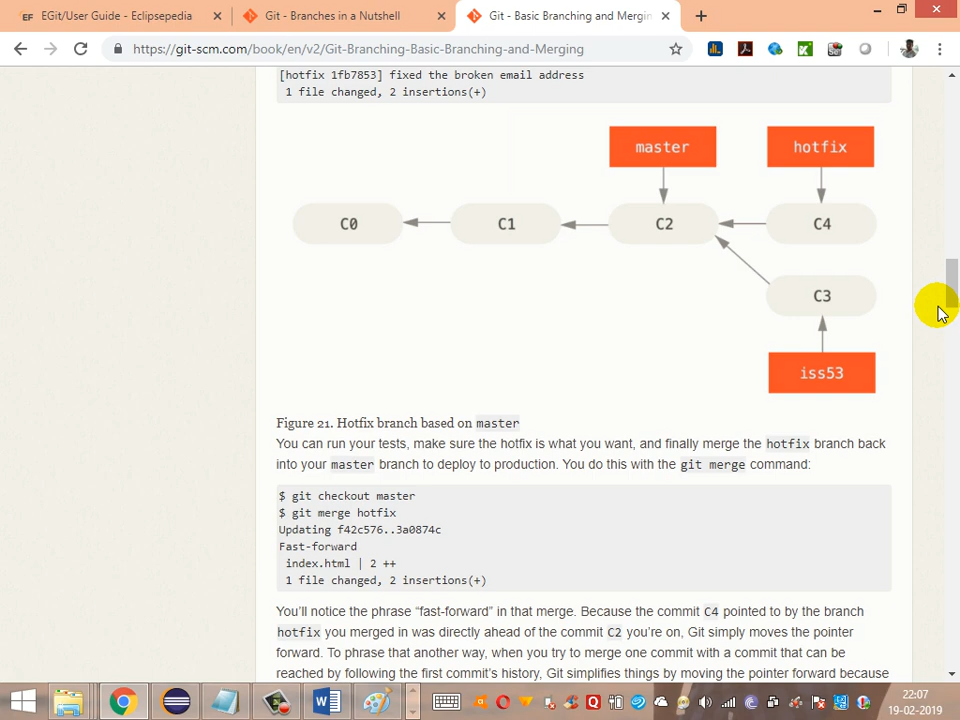 EGit/User Guide - Eclipsepedia
Git - Branches in a Nutshell
Git - Basic Branching and Mergin
https://git-scm.com/book/en/v2/Git-Branching-Basic-Branching-and-Merging
[hotfix 1fb7853] fixed the broken email address
1 file changed, 2 insertions(+)
master
hotfix
C0
C1
C2
C4
C3
iss53
Figure 21. Hotfix branch based on master
You can run your tests, make sure the hotfix is what you want, and finally merge the hotfix branch back
into your master branch to deploy to production. You do this with the git merge command:
$ git checkout master
$ git merge hotfix
Updating f42c576..3a0874c
Fast-forward
index.html | 2 ++
1 file changed, 2 insertions(+)
You'll notice the phrase “fast-forward” in that merge. Because the commit C4 pointed to by the branch
hotfix you merged in was directly ahead of the commit C2 you're on, Git simply moves the pointer
forward. To phrase that another way, when you try to merge one commit with a commit that can be
reached by following the first commit's history, Git simplifies things by moving the pointer forward because
22:07
19-02-2019